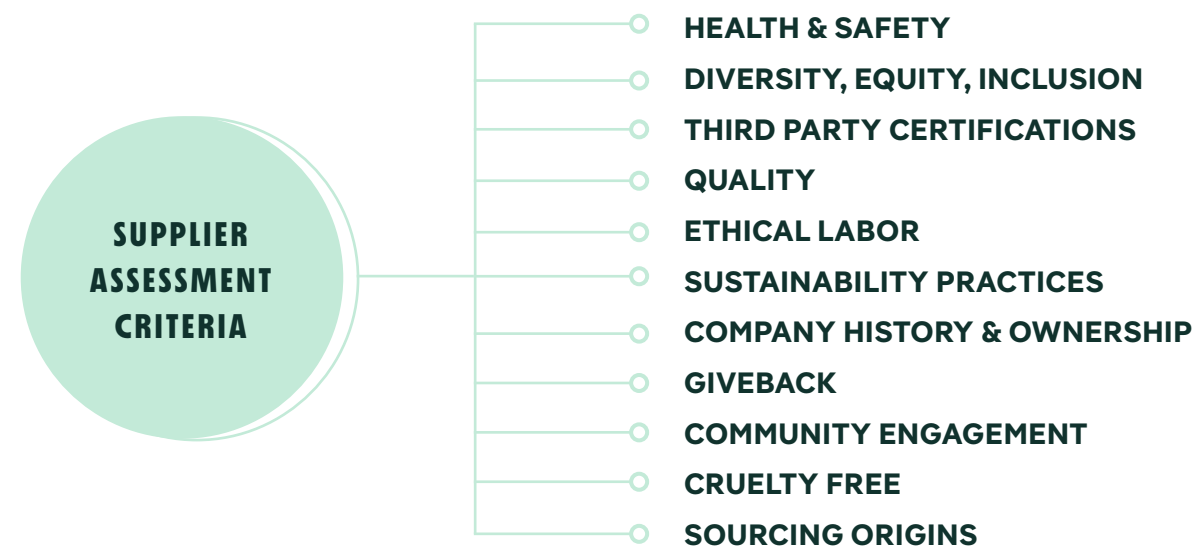 SUPPLIER
ASSESSMENT
CRITERIA
HEALTH & SAFETY
DIVERSITY, EQUITY, INCLUSION
THIRD PARTY CERTIFICATIONS
QUALITY
ETHICAL LABOR
SUSTAINABILITY PRACTICES
COMPANY HISTORY & OWNERSHIP
GIVEBACK
COMMUNITY ENGAGEMENT
CRUELTY FREE
SOURCING ORIGINS